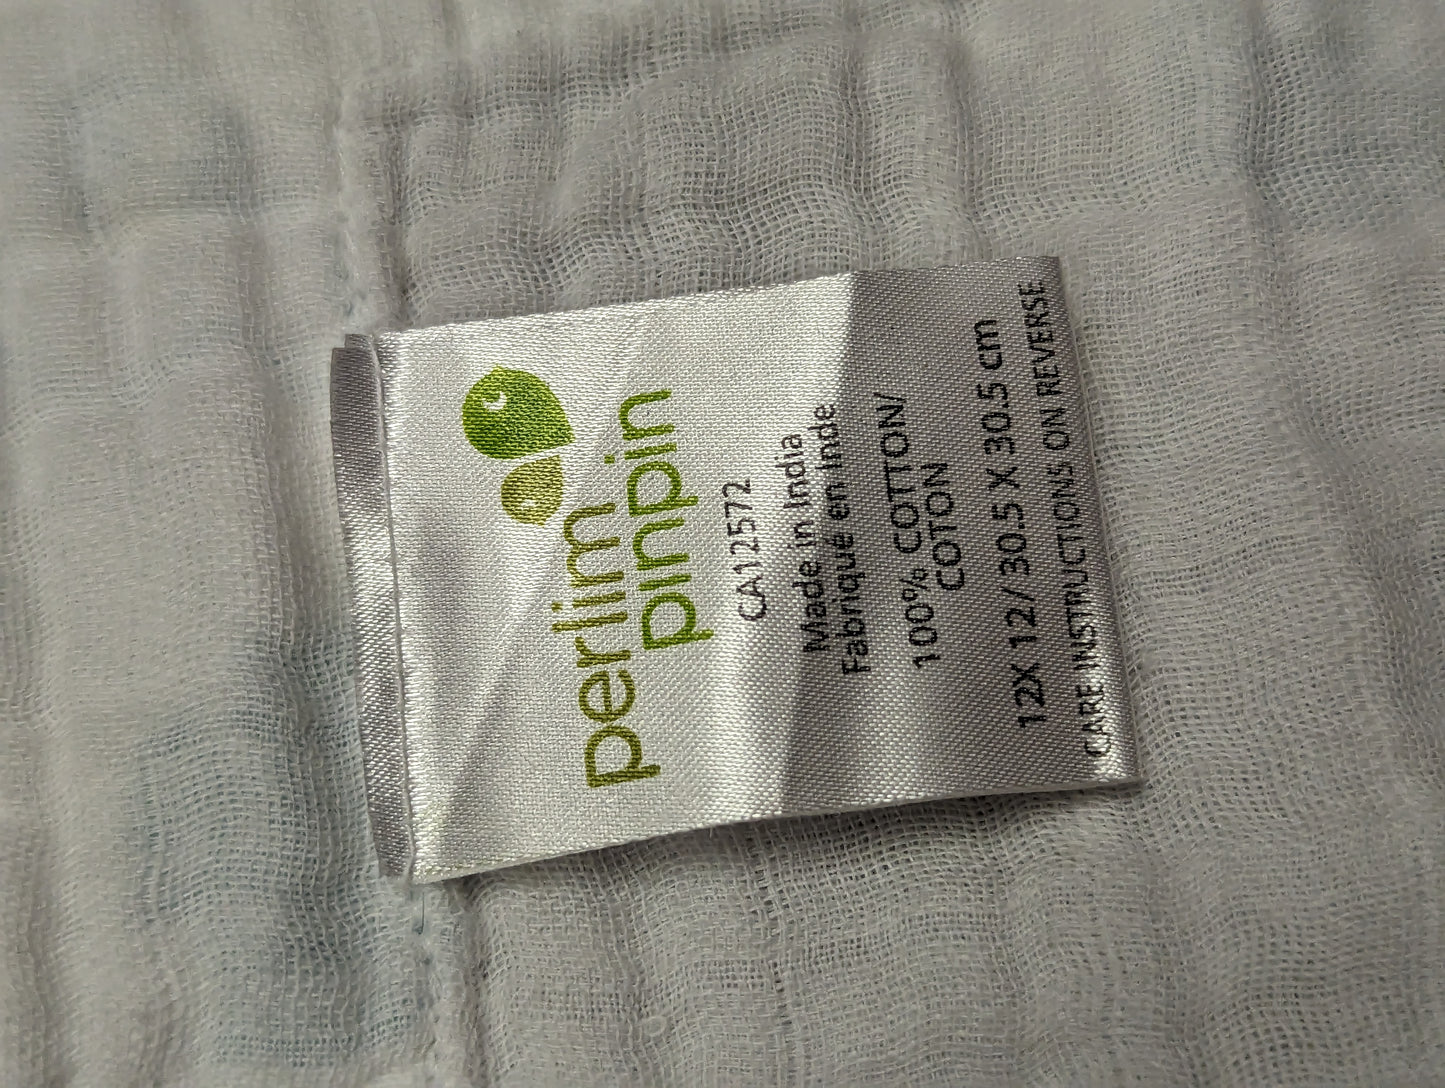 perlim
pinpin
CA12572
Made in India
Fabriqué en Inde
100% COTTON/
COTON
12X 12/ 30.5 X 30.5 cm
CARE INSTRUCTIONS ON REVERSE